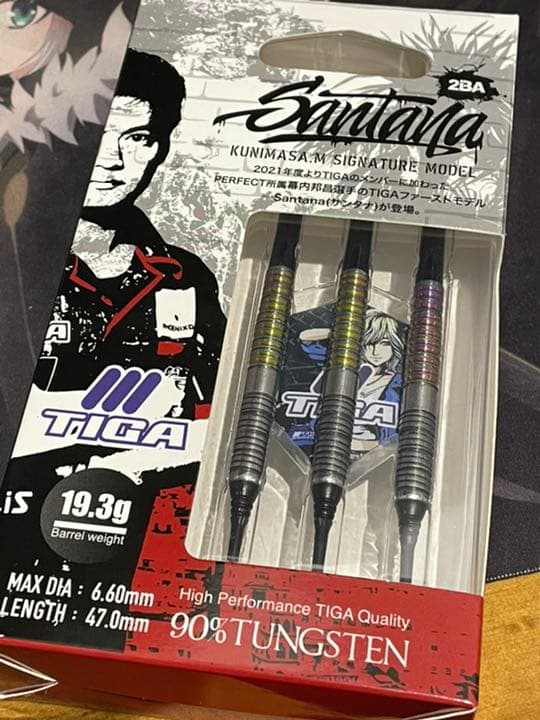 2BA
Santana
KUNIMASA.M SIGNATURE MODEL
2021年度よりTIGAのメンバーに加わった
PERFECT所属幕内邦昌選手のTIGAファーストモデル
Santana(サンタナ)が登場。
TIGA
TIGA
iS
19.3g
Barrel weight
MAX DIA : 6.60mm
LENGTH : 47.0mm
High Performance TIGA Quality
90%TUNGSTEN